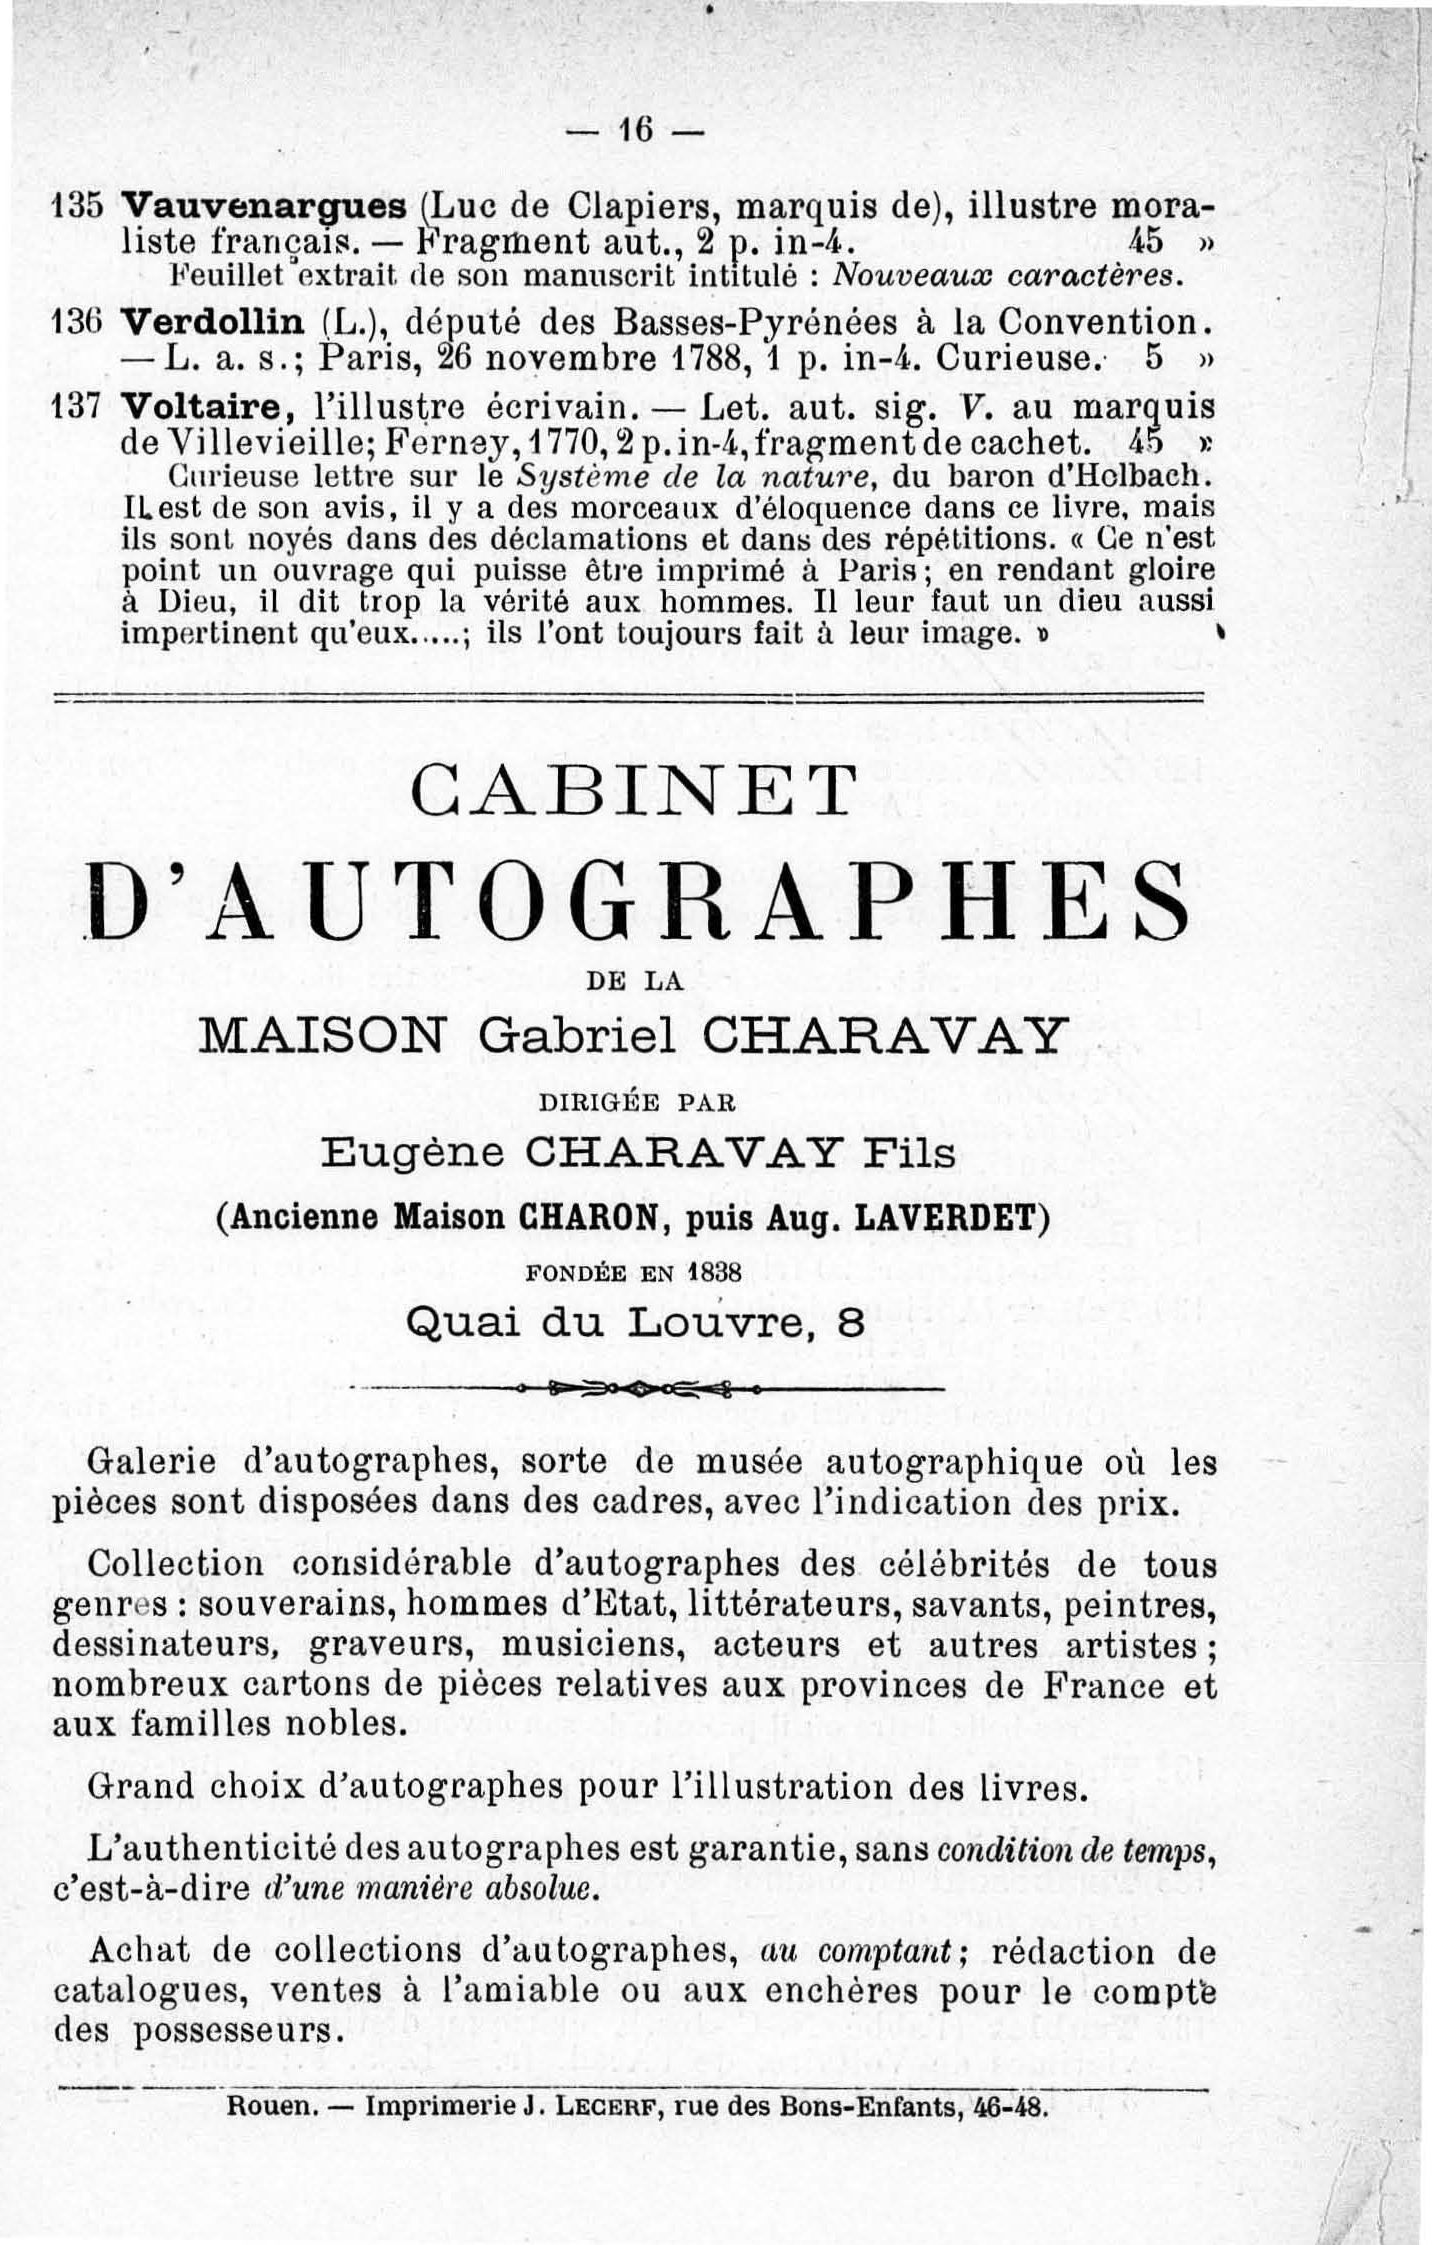 — 16 —
135 Vauvenargues (Luc de Clapiers, marquis de), illustre mora-
liste français. — Fragment aut., 2 p. in-4. 45 »
Feuillet extrait de son manuscrit intitulé : Nouveaux caractères.
136 Verdollin (L.), député des Basses-Pyrénées à la Convention.
— L. a. s.; Paris, 26 novembre 1788, 1 p. in-4. Curieuse. 5 »
137 Voltaire, l'illustre écrivain. — Let. aut. sig. V. au marquis
de Villevieille; Ferney, 1770, 2 p. in-4, fragment de cachet. 45 »
Curieuse lettre sur le Système de la nature, du baron d'Holbach.
Il est de son avis, il y a des morceaux d'éloquence dans ce livre, mais
ils sont noyés dans des déclamations et dans des répétitions. « Ce n'est
point un ouvrage qui puisse être imprimé à Paris; en rendant gloire
à Dieu, il dit trop la vérité aux hommes. Il leur faut un dieu aussi
impertinent qu'eux.....; ils l'ont toujours fait à leur image. »
CABINET
D'AUTOGRAPHES
DE LA
MAISON Gabriel CHARAVAY
DIRIGÉE PAR
Eugène CHARAVAY Fils
(Ancienne Maison CHARON, puis Aug. LAVERDET)
FONDÉE EN 1838
Quai du Louvre, 8
Galerie d'autographes, sorte de musée autographique où les
pièces sont disposées dans des cadres, avec l'indication des prix.
Collection considérable d'autographes des célébrités de tous
genres : souverains, hommes d'Etat, littérateurs, savants, peintres,
dessinateurs, graveurs, musiciens, acteurs et autres artistes ;
nombreux cartons de pièces relatives aux provinces de France et
aux familles nobles.
Grand choix d'autographes pour l'illustration des livres.
L'authenticité des autographes est garantie, sans condition de temps,
c'est-à-dire d'une manière absolue.
Achat de collections d'autographes, au comptant ; rédaction de
catalogues, ventes à l'amiable ou aux enchères pour le compte
des possesseurs.
Rouen. — Imprimerie J. LECERF, rue des Bons-Enfants, 46-48.